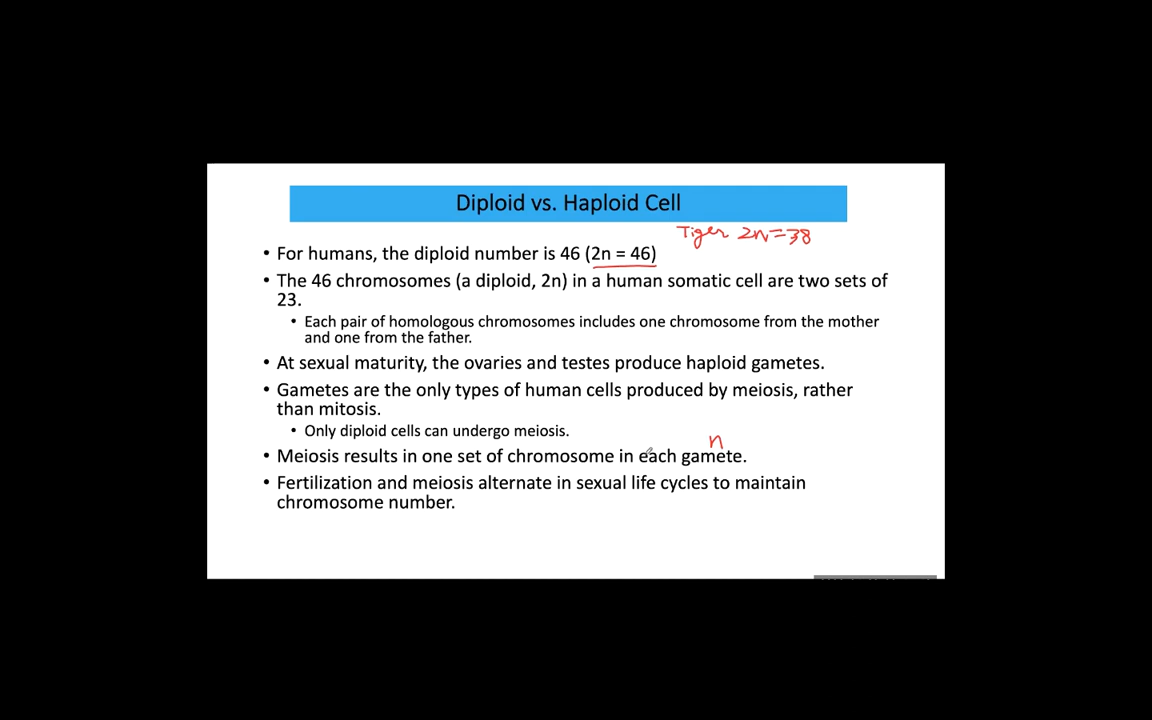 Diploid vs. Haploid Cell
Tiger 2n=38
• For humans, the diploid number is 46 (2n = 46)
• The 46 chromosomes (a diploid, 2n) in a human somatic cell are two sets of
23.
• Each pair of homologous chromosomes includes one chromosome from the mother
and one from the father.
• At sexual maturity, the ovaries and testes produce haploid gametes.
• Gametes are the only types of human cells produced by meiosis, rather
than mitosis.
• Only diploid cells can undergo meiosis.
n
• Meiosis results in one set of chromosome in each gamete.
• Fertilization and meiosis alternate in sexual life cycles to maintain
chromosome number.